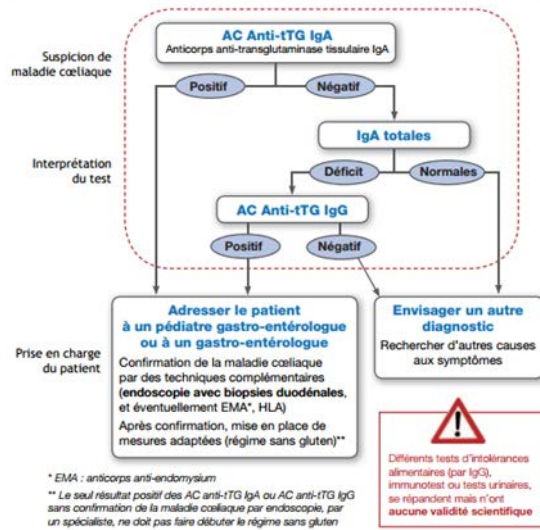 AC Anti-tTG IgA
Anticorps anti-transglutaminase tissulaire IgA
Suspicion de
maladie cœliaque
Positif
Négatif
IgA totales
Interprétation
du test
Déficit
Normales
AC Anti-tTG IgG
Positif
Négatif
Adresser le patient
à un pédiatre gastro-entérologue
ou à un gastro-entérologue
Confirmation de la maladie cœliaque
par des techniques complémentaires
(endoscopie avec biopsies duodénales,
et éventuellement EMA*, HLA)
Après confirmation, mise en place de
mesures adaptées (régime sans gluten)**
Envisager un autre
diagnostic
Rechercher d'autres causes
aux symptômes
Prise en charge
du patient
* EMA : anticorps anti-endomysium
** Le seul résultat positif des AC anti-tTG IgA ou AC anti-tTG IgG
sans confirmation de la maladie cœliaque par endoscopie, par
un spécialiste, ne doit pas faire débuter le régime sans gluten
!
Différents tests d'intolérances
alimentaires (par IgG),
immunotest ou tests urinaires,
se répandent mais n'ont
aucune validité scientifique